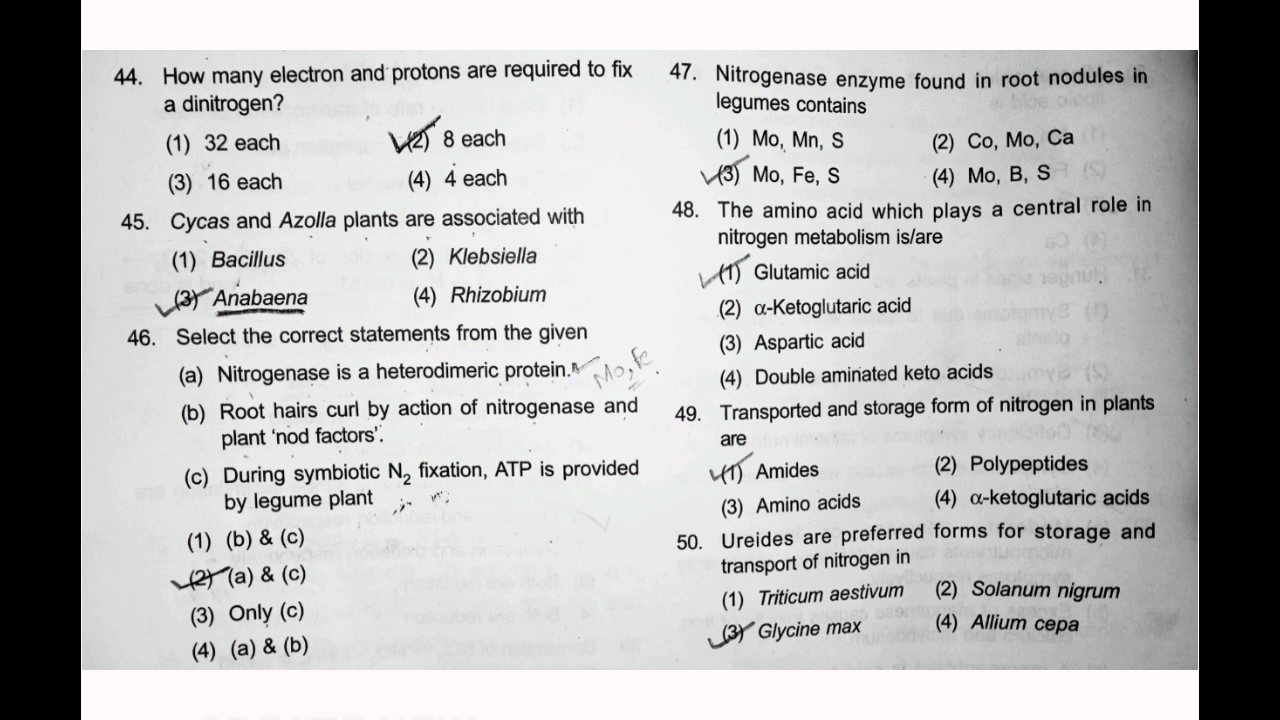 44. How many electron and protons are required to fix
a dinitrogen?
(1) 32 each (2) 8 each
(3) 16 each (4) 4 each
45. Cycas and Azolla plants are associated with
(1) Bacillus (2) Klebsiella
(3) Anabaena (4) Rhizobium
46. Select the correct statements from the given
(a) Nitrogenase is a heterodimeric protein. Mo, Fe
(b) Root hairs curl by action of nitrogenase and
plant ‘nod factors’.
(c) During symbiotic N₂ fixation, ATP is provided
by legume plant
(1) (b) & (c)
(2) (a) & (c)
(3) Only (c)
(4) (a) & (b)
47. Nitrogenase enzyme found in root nodules in
legumes contains
(1) Mo, Mn, S (2) Co, Mo, Ca
(3) Mo, Fe, S (4) Mo, B, S
48. The amino acid which plays a central role in
nitrogen metabolism is/are
(1) Glutamic acid
(2) α-Ketoglutaric acid
(3) Aspartic acid
(4) Double aminated keto acids
49. Transported and storage form of nitrogen in plants
are
(1) Amides (2) Polypeptides
(3) Amino acids (4) α-ketoglutaric acids
50. Ureides are preferred forms for storage and
transport of nitrogen in
(1) Triticum aestivum (2) Solanum nigrum
(3) Glycine max (4) Allium cepa